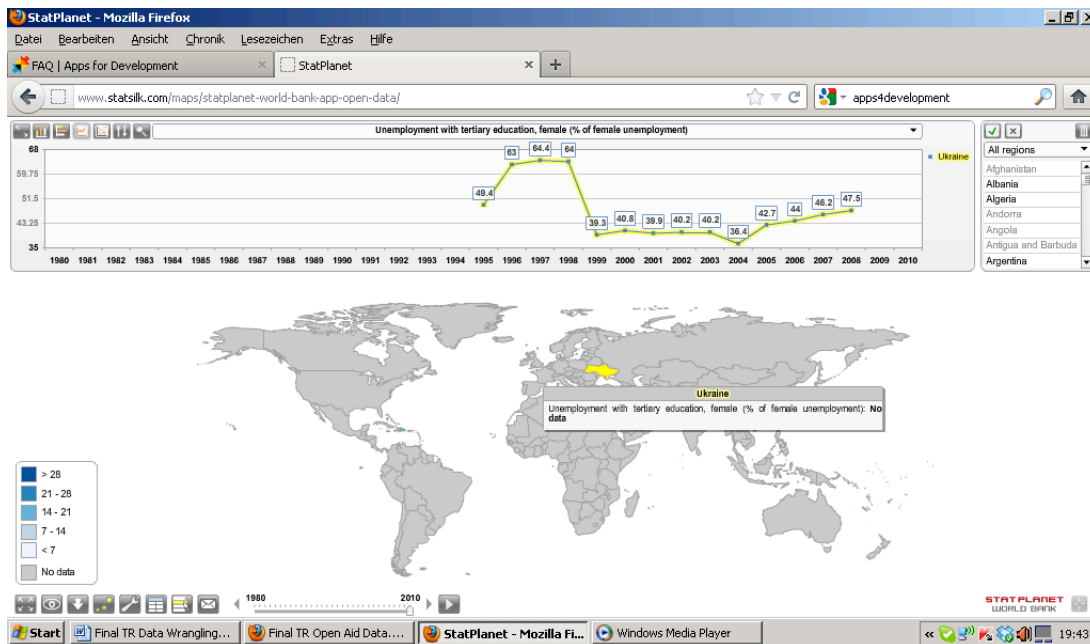 StatPlanet - Mozilla Firefox
Datei Bearbeiten Ansicht Chronik Lesezeichen Extras Hilfe
FAQ | Apps for Development
StatPlanet
www.statsilk.com/maps/statplanet-world-bank-app-open-data/
apps4development
Unemployment with tertiary education, female (% of female unemployment)
68
59.75
51.5
43.25
35
49.4 63 64.4 64 39.3 40.8 39.9 40.2 40.2 36.4 42.7 44 46.2 47.5
1980 1981 1982 1983 1984 1985 1986 1987 1988 1989 1990 1991 1992 1993 1994 1995 1996 1997 1998 1999 2000 2001 2002 2003 2004 2005 2006 2007 2008 2009 2010
Ukraine
All regions
Afghanistan
Albania
Algeria
Andorra
Angola
Antigua and Barbuda
Argentina
Ukraine
Unemployment with tertiary education, female (% of female unemployment): No
data
> 28
21 - 28
14 - 21
7 - 14
< 7
No data
1980 2010
STATPLANET
WORLD BANK
Start Final TR Data Wrangling... Final TR Open Aid Data.... StatPlanet - Mozilla Fi... Windows Media Player « 19:43